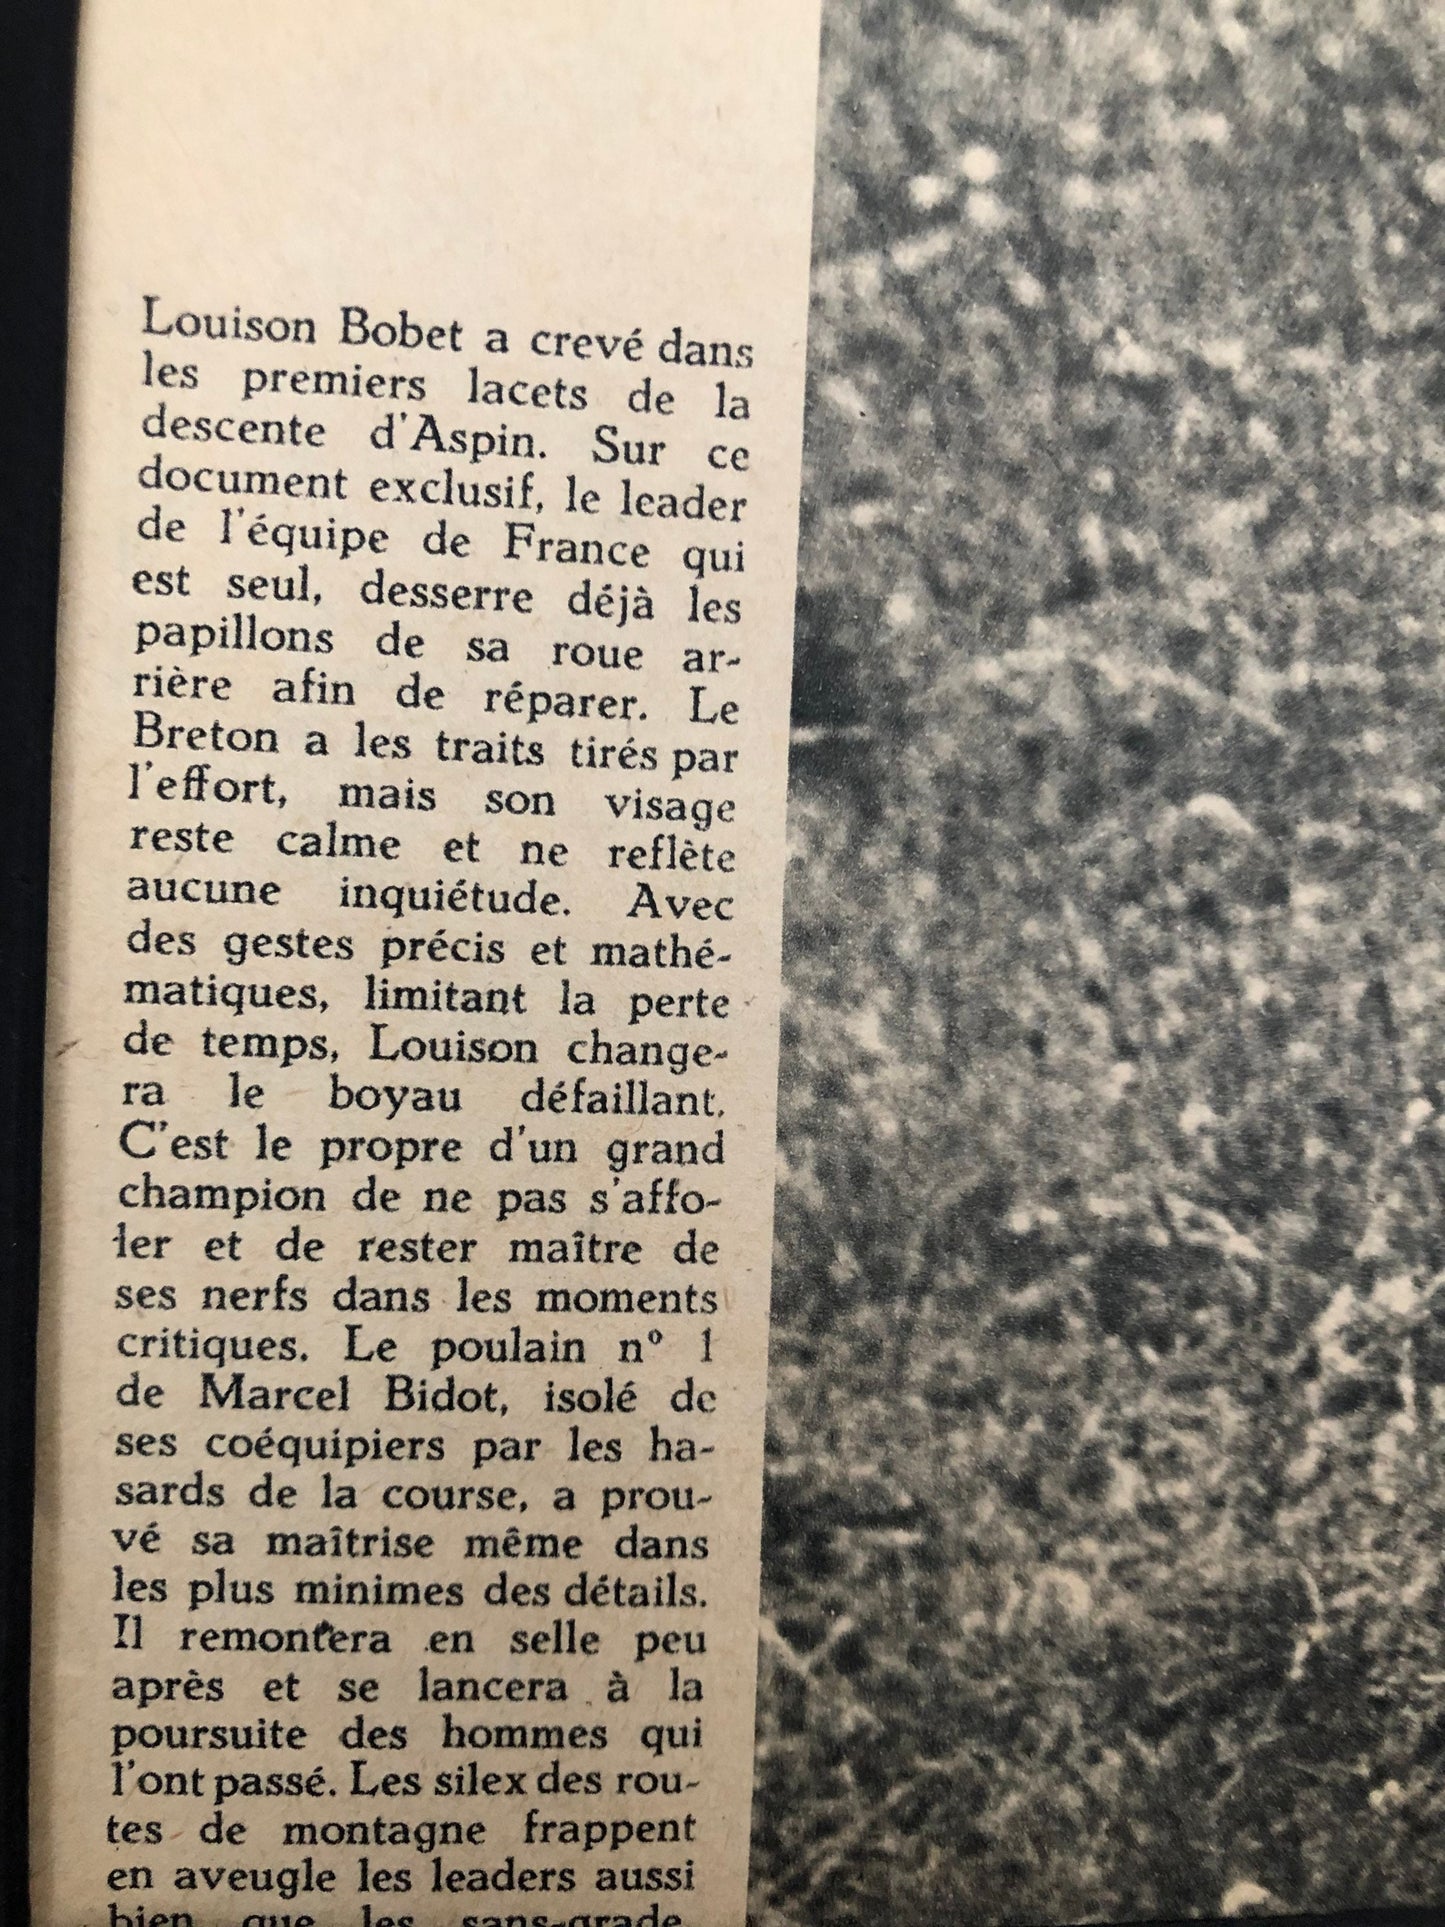 Louison Bobet a crevé dans
les premiers lacets de la
descente d'Aspin. Sur ce
document exclusif, le leader
de l'équipe de France qui
est seul, desserre déjà les
papillons de sa roue ar-
rière afin de réparer. Le
Breton a les traits tirés par
l'effort, mais son visage
reste calme et ne reflète
aucune inquiétude. Avec
des gestes précis et mathé-
matiques, limitant la perte
de temps, Louison change-
ra le boyau défaillant.
C'est le propre d'un grand
champion de ne pas s'affo-
ler et de rester maître de
ses nerfs dans les moments
critiques. Le poulain nº 1
de Marcel Bidot, isolé de
ses coéquipiers par les ha-
sards de la course, a prou-
vé sa maîtrise même dans
les plus minimes des détails.
Il remontera en selle peu
après et se lancera à la
poursuite des hommes qui
l'ont passé. Les silex des rou-
tes de montagne frappent
en aveugle les leaders aussi
bien que les sans-grade.